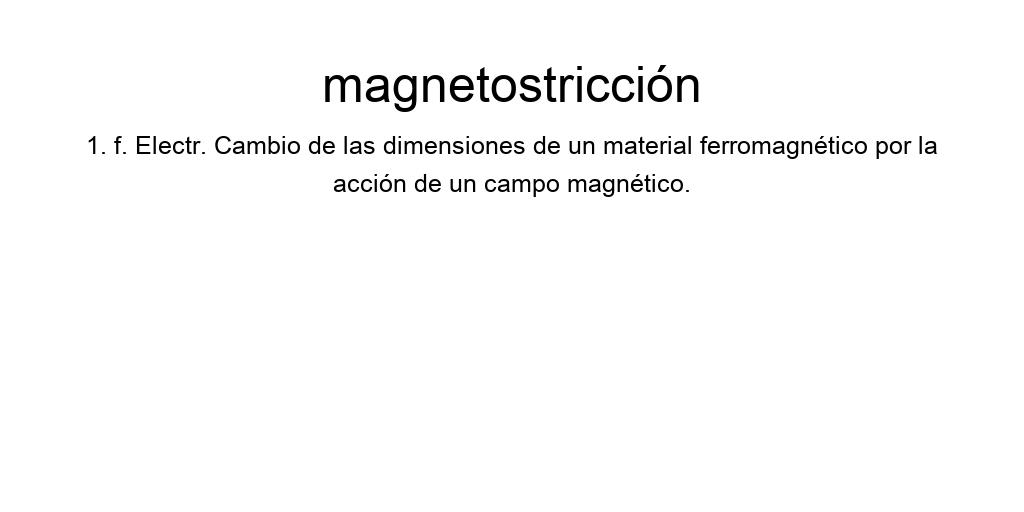 magnetostricción
1. f. Electr. Cambio de las dimensiones de un material ferromagnético por la
acción de un campo magnético.